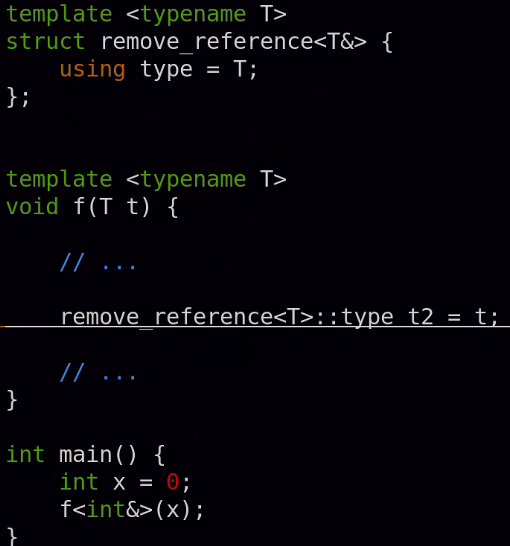 template <typename T>
struct remove_reference<T&> {
    using type = T;
};
template <typename T>
void f(T t) {
    // ...
    remove_reference<T>::type t2 = t;
    // ...
}
int main() {
    int x = 0;
    f<int&>(x);
}